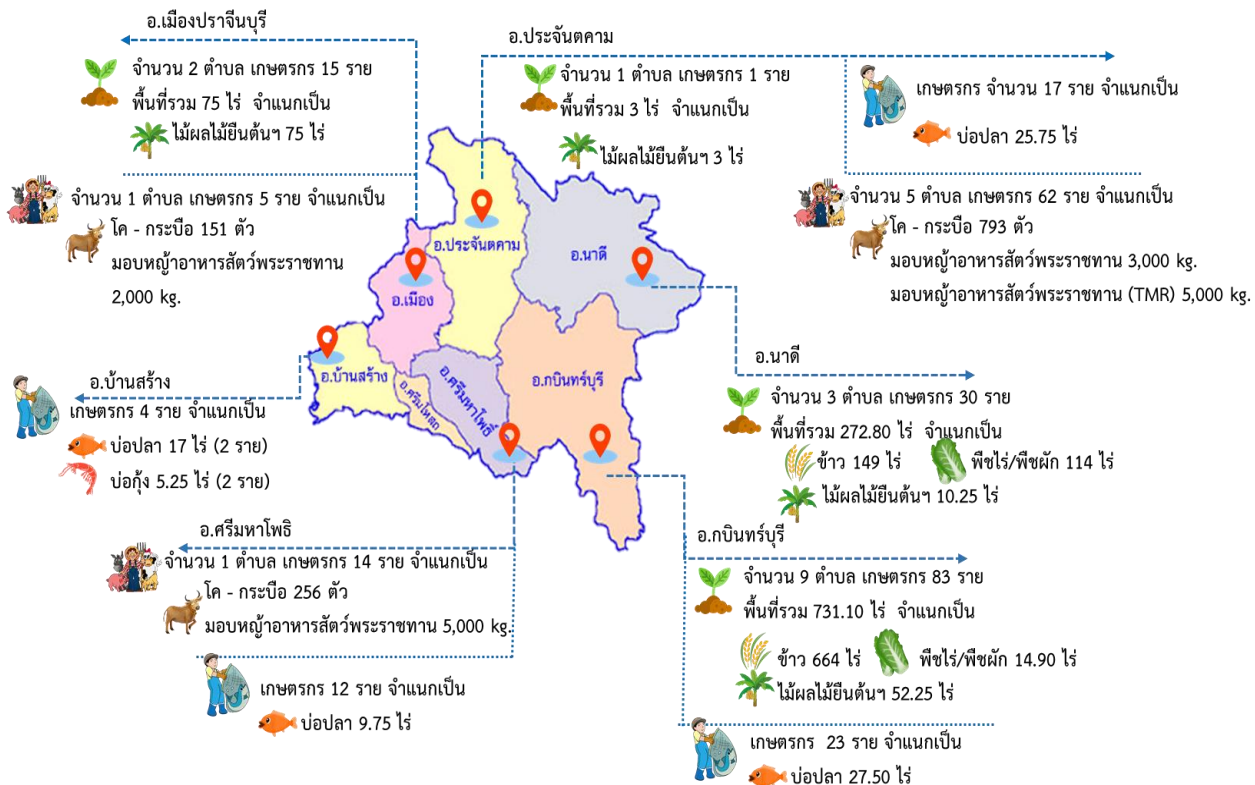 อ.เมืองปราจีนบุรี
จำนวน 2 ตำบล เกษตรกร 15 ราย
พื้นที่รวม 75 ไร่ จำแนกเป็น
ไม้ผลไม้ยืนต้นฯ 75 ไร่
จำนวน 1 ตำบล เกษตรกร 5 ราย จำแนกเป็น
โค - กระบือ 151 ตัว
มอบหญ้าอาหารสัตว์พระราชทาน
2,000 kg.
อ.ประจันตคาม
จำนวน 1 ตำบล เกษตรกร 1 ราย
พื้นที่รวม 3 ไร่ จำแนกเป็น
ไม้ผลไม้ยืนต้นฯ 3 ไร่
เกษตรกร จำนวน 17 ราย จำแนกเป็น
บ่อปลา 25.75 ไร่
จำนวน 5 ตำบล เกษตรกร 62 ราย จำแนกเป็น
โค - กระบือ 793 ตัว
มอบหญ้าอาหารสัตว์พระราชทาน 3,000 kg.
มอบหญ้าอาหารสัตว์พระราชทาน (TMR) 5,000 kg.
อ.ประจันตคาม
อ.นาดี
อ.เมือง
อ.บ้านสร้าง
อ.ศรีมโหสถ
อ.ศรีมหาโพธิ์
อ.กบินทร์บุรี
อ.บ้านสร้าง
เกษตรกร 4 ราย จำแนกเป็น
บ่อปลา 17 ไร่ (2 ราย)
บ่อกุ้ง 5.25 ไร่ (2 ราย)
อ.นาดี
จำนวน 3 ตำบล เกษตรกร 30 ราย
พื้นที่รวม 272.80 ไร่ จำแนกเป็น
ข้าว 149 ไร่ พืชไร่/พืชผัก 114 ไร่
ไม้ผลไม้ยืนต้นฯ 10.25 ไร่
อ.ศรีมหาโพธิ
จำนวน 1 ตำบล เกษตรกร 14 ราย จำแนกเป็น
โค - กระบือ 256 ตัว
มอบหญ้าอาหารสัตว์พระราชทาน 5,000 kg.
เกษตรกร 12 ราย จำแนกเป็น
บ่อปลา 9.75 ไร่
อ.กบินทร์บุรี
จำนวน 9 ตำบล เกษตรกร 83 ราย
พื้นที่รวม 731.10 ไร่ จำแนกเป็น
ข้าว 664 ไร่ พืชไร่/พืชผัก 14.90 ไร่
ไม้ผลไม้ยืนต้นฯ 52.25 ไร่
เกษตรกร 23 ราย จำแนกเป็น
บ่อปลา 27.50 ไร่